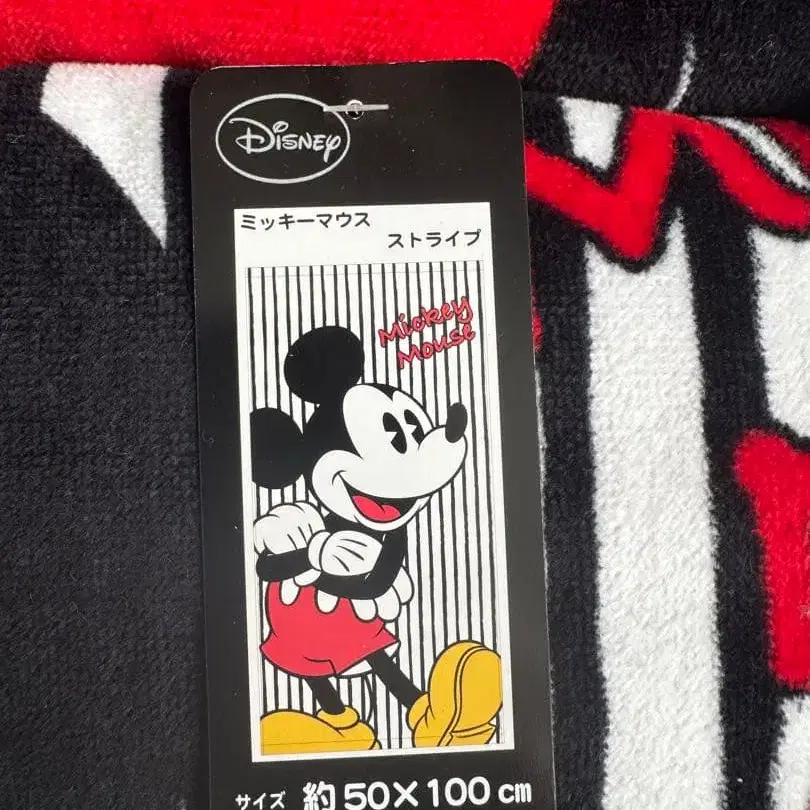 Disney
ミッキーマウス
ストライプ
Mickey
Mouse
サイズ 約50×100cm